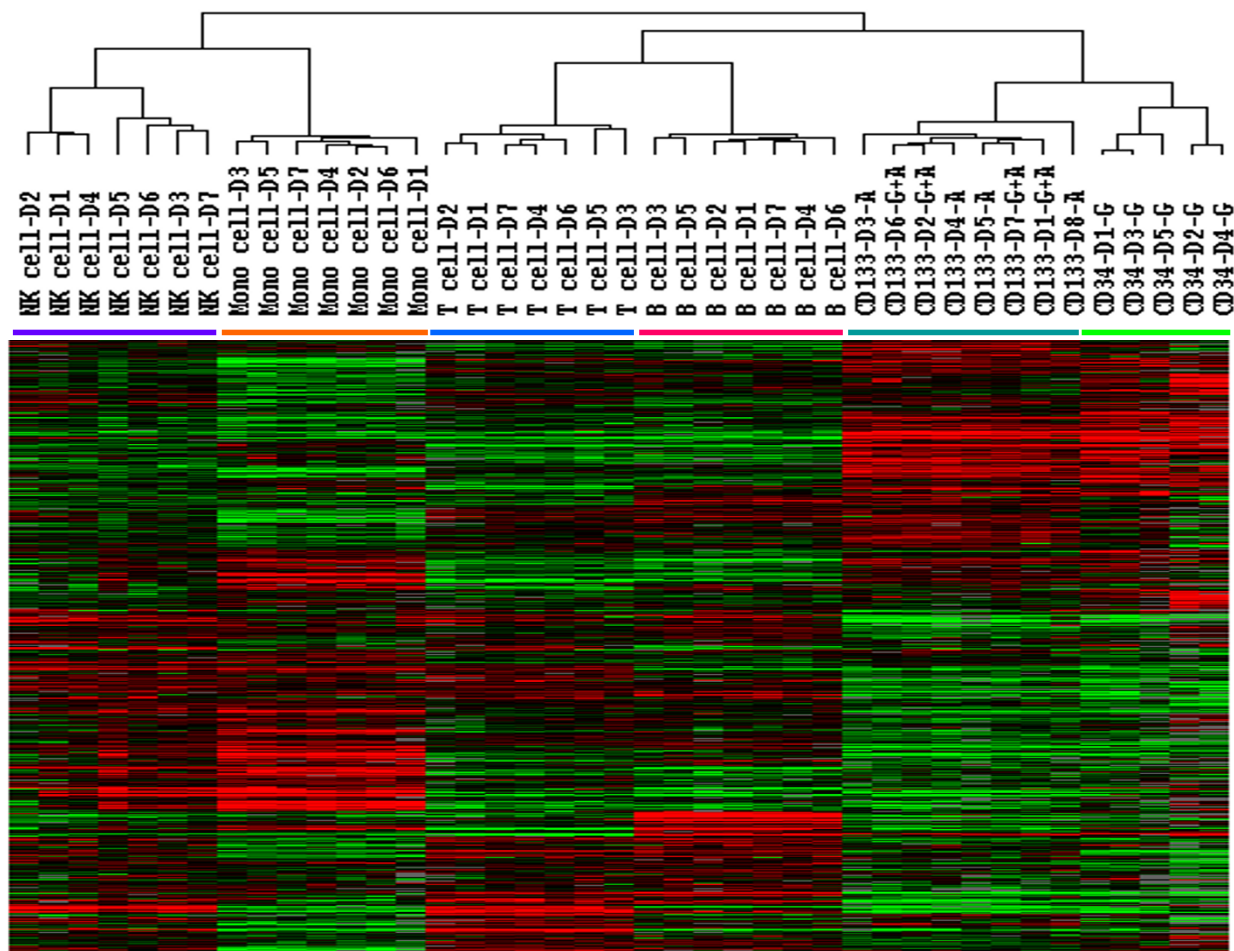 NK cell-D2
NK cell-D1
NK cell-D4
NK cell-D5
NK cell-D6
NK cell-D3
NK cell-D7
Mono cell-D3
Mono cell-D5
Mono cell-D7
Mono cell-D4
Mono cell-D2
Mono cell-D6
Mono cell-D1
T cell-D2
T cell-D1
T cell-D7
T cell-D4
T cell-D6
T cell-D5
T cell-D3
B cell-D3
B cell-D5
B cell-D2
B cell-D1
B cell-D7
B cell-D4
B cell-D6
CD133-D3-A
CD133-D6-G+A
CD133-D2-G+A
CD133-D4-A
CD133-D5-A
CD133-D7-G+A
CD133-D1-G+A
CD133-D8-A
CD34-D1-G
CD34-D3-G
CD34-D5-G
CD34-D2-G
CD34-D4-G